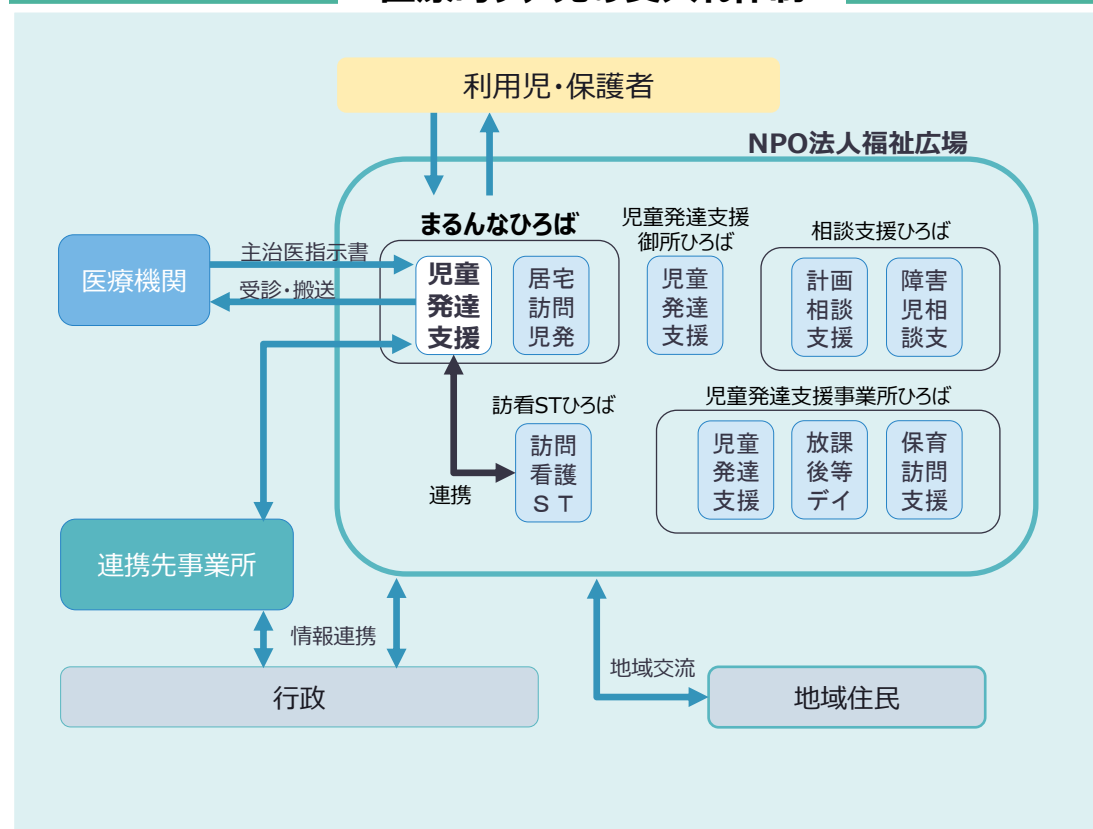 利用児・保護者
NPO法人福祉広場
まるんなひろば
児童
発達
支援
居宅
訪問
児発
児童発達支援
御所ひろば
児童
発達
支援
相談支援ひろば
計画
相談
支援
障害
児相
談支
医療機関
主治医指示書
受診・搬送
訪看STひろば
訪問
看護
ST
連携
児童発達支援事業所ひろば
児童
発達
支援
放課
後等
デイ
保育
訪問
支援
連携先事業所
情報連携
行政
地域交流
地域住民